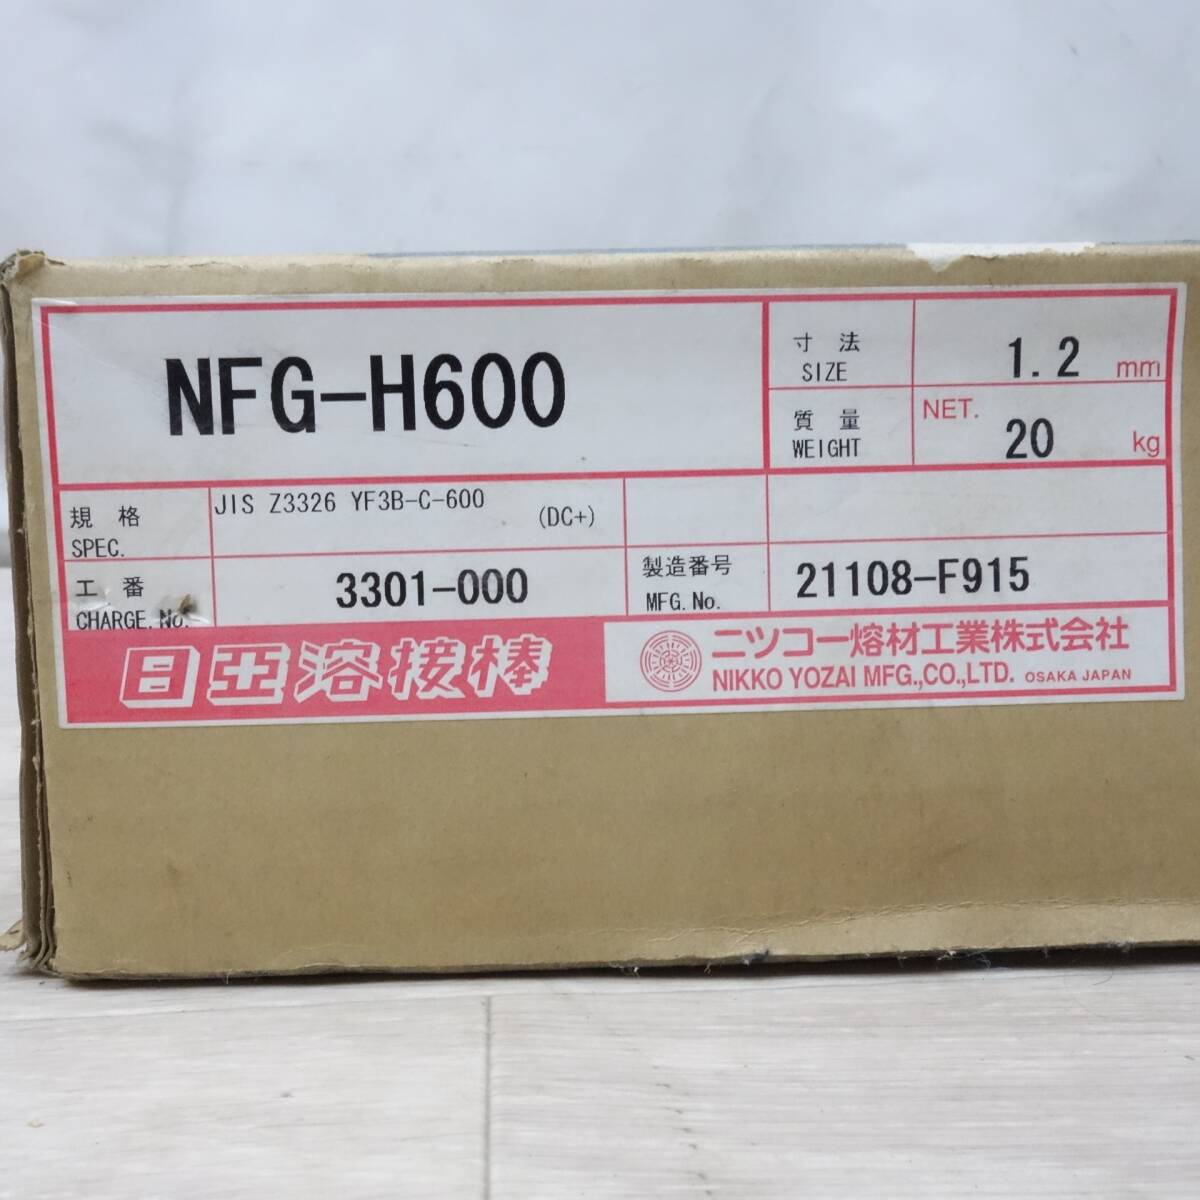 NFG-H600
寸法 1.2 mm
SIZE
質量 NET. 20 kg
WEIGHT
規格 JIS Z3326 YF3B-C-600 (DC+)
SPEC.
工番 3301-000
CHARGE.No.
製造番号 21108-F915
MFG.No.
日亜溶接棒
ニツコー熔材工業株式会社
NIKKO YOZAI MFG.,CO.,LTD. OSAKA JAPAN